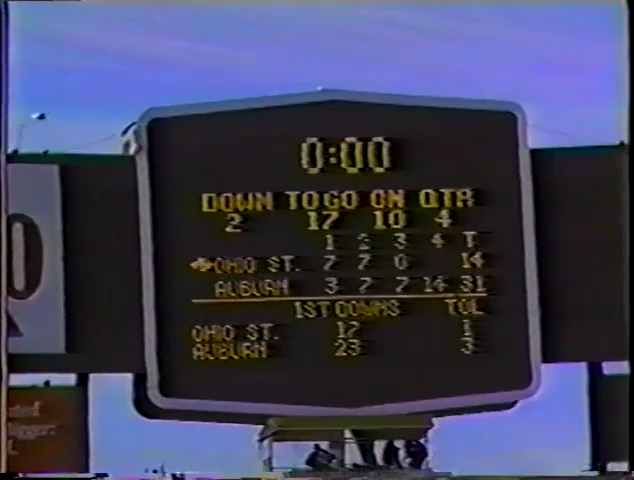 0:00
DOWN TO GO ON QTR
2 17 10 4
1 2 3 4 T
OHIO ST. 7 7 0 14
AUBURN 3 7 7 14 31
1ST DOWNS TOL
OHIO ST. 17 1
AUBURN 23 3